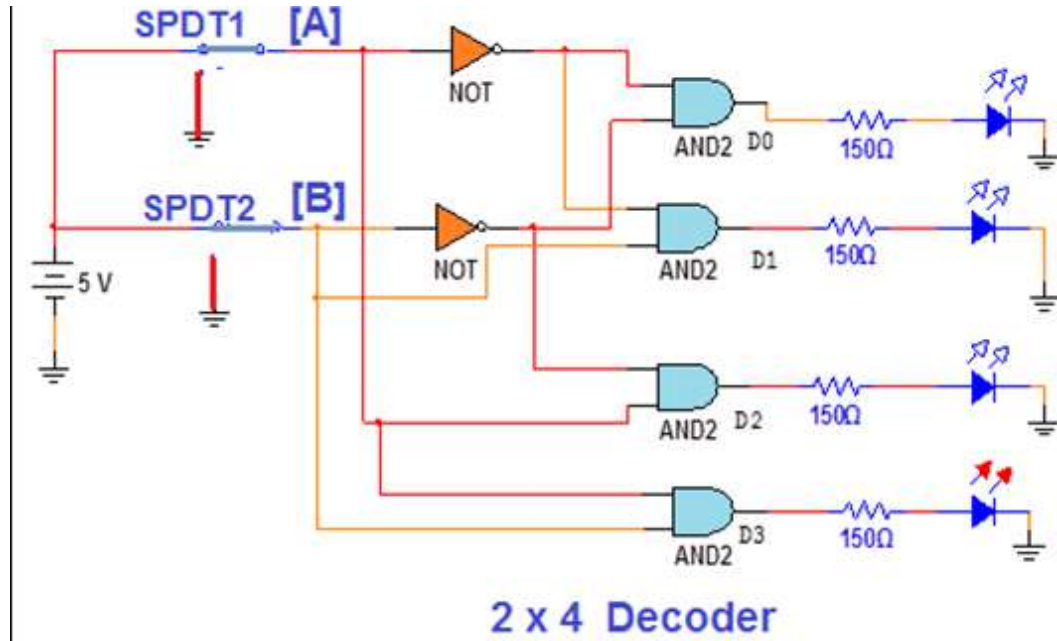 SPDT1 [A]
NOT
AND2 D0
150Ω
SPDT2 [B]
NOT
AND2 D1
150Ω
5 V
AND2 D2
150Ω
AND2 D3
150Ω
2 x 4 Decoder